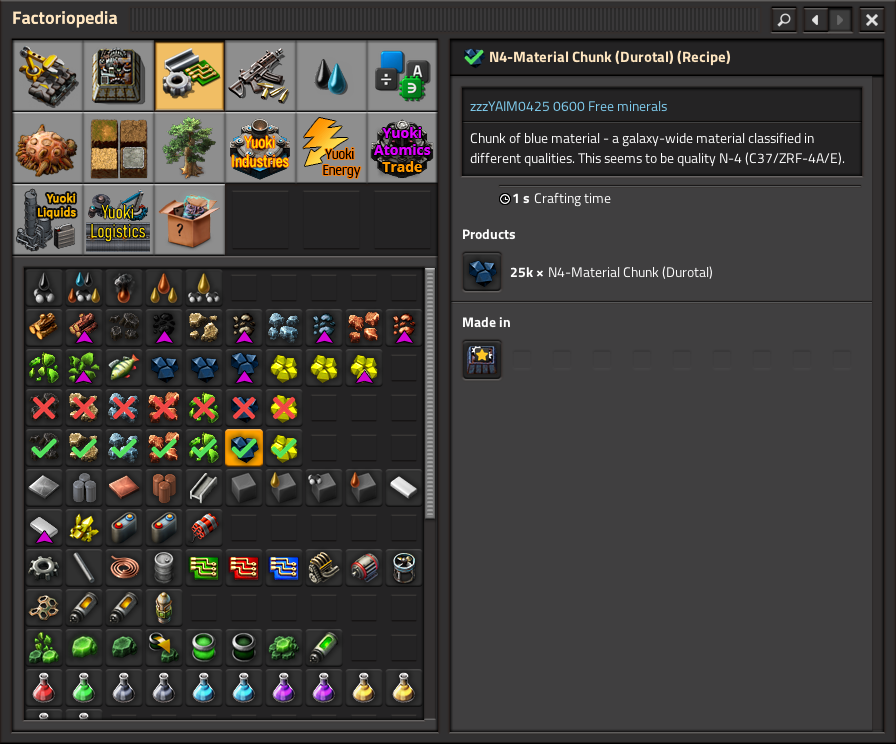 Factoriopedia
A
Э
Yuoki
Industries
Yuoki
Energy
Yuoki
Atomics
Trade
Yuoki
Liquids
Yuoki
Logistics
?
N4-Material Chunk (Durotal) (Recipe)
zzzYAIM0425 0600 Free minerals
Chunk of blue material - a galaxy-wide material classified in
different qualities. This seems to be quality N-4 (C37/ZRF-4A/E).
1 s Crafting time
Products
25k × N4-Material Chunk (Durotal)
Made in